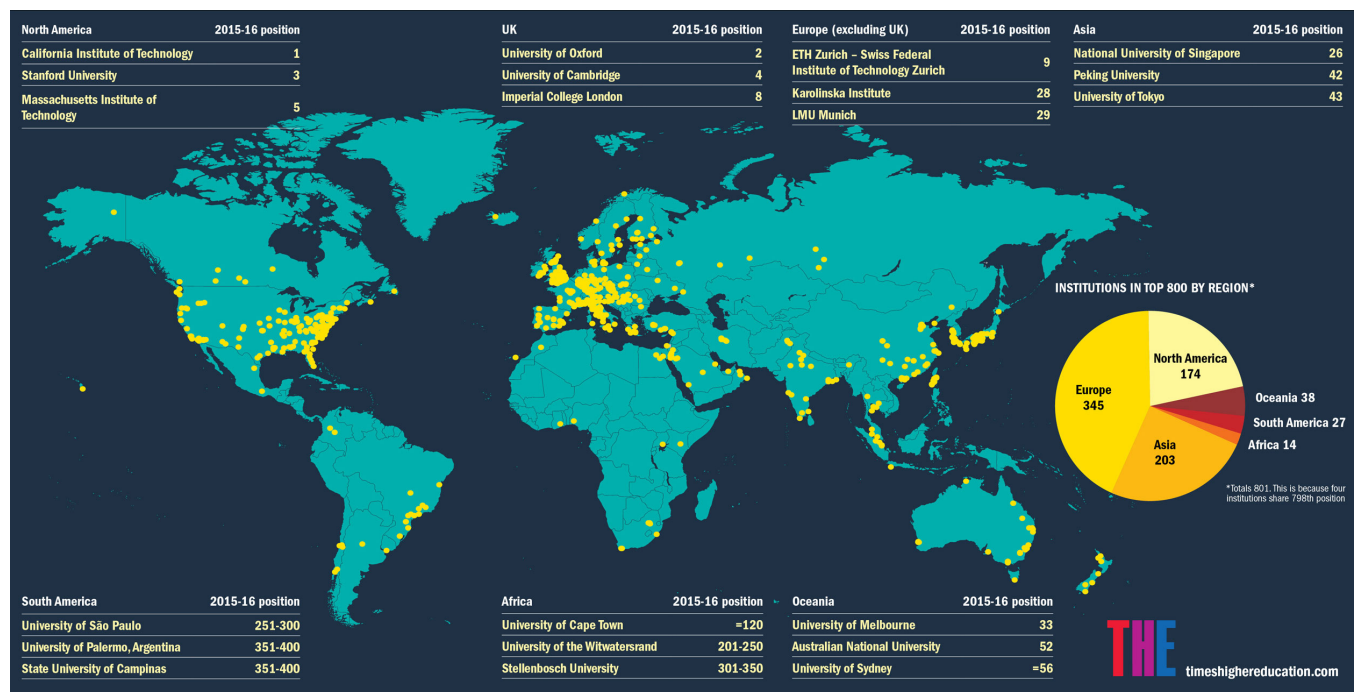 North America 2015-16 position
California Institute of Technology 1
Stanford University 3
Massachusetts Institute of
Technology 5
UK 2015-16 position
University of Oxford 2
University of Cambridge 4
Imperial College London 8
Europe (excluding UK) 2015-16 position
ETH Zurich – Swiss Federal
Institute of Technology Zurich 9
Karolinska Institute 28
LMU Munich 29
Asia 2015-16 position
National University of Singapore 26
Peking University 42
University of Tokyo 43
INSTITUTIONS IN TOP 800 BY REGION*
North America
174
Europe
345
Oceania 38
South America 27
Africa 14
Asia
203
*Totals 801. This is because four
institutions share 798th position
South America 2015-16 position
University of São Paulo 251-300
University of Palermo, Argentina 351-400
State University of Campinas 351-400
Africa 2015-16 position
University of Cape Town =120
University of the Witwatersrand 201-250
Stellenbosch University 301-350
Oceania 2015-16 position
University of Melbourne 33
Australian National University 52
University of Sydney =56
THE timeshighereducation.com